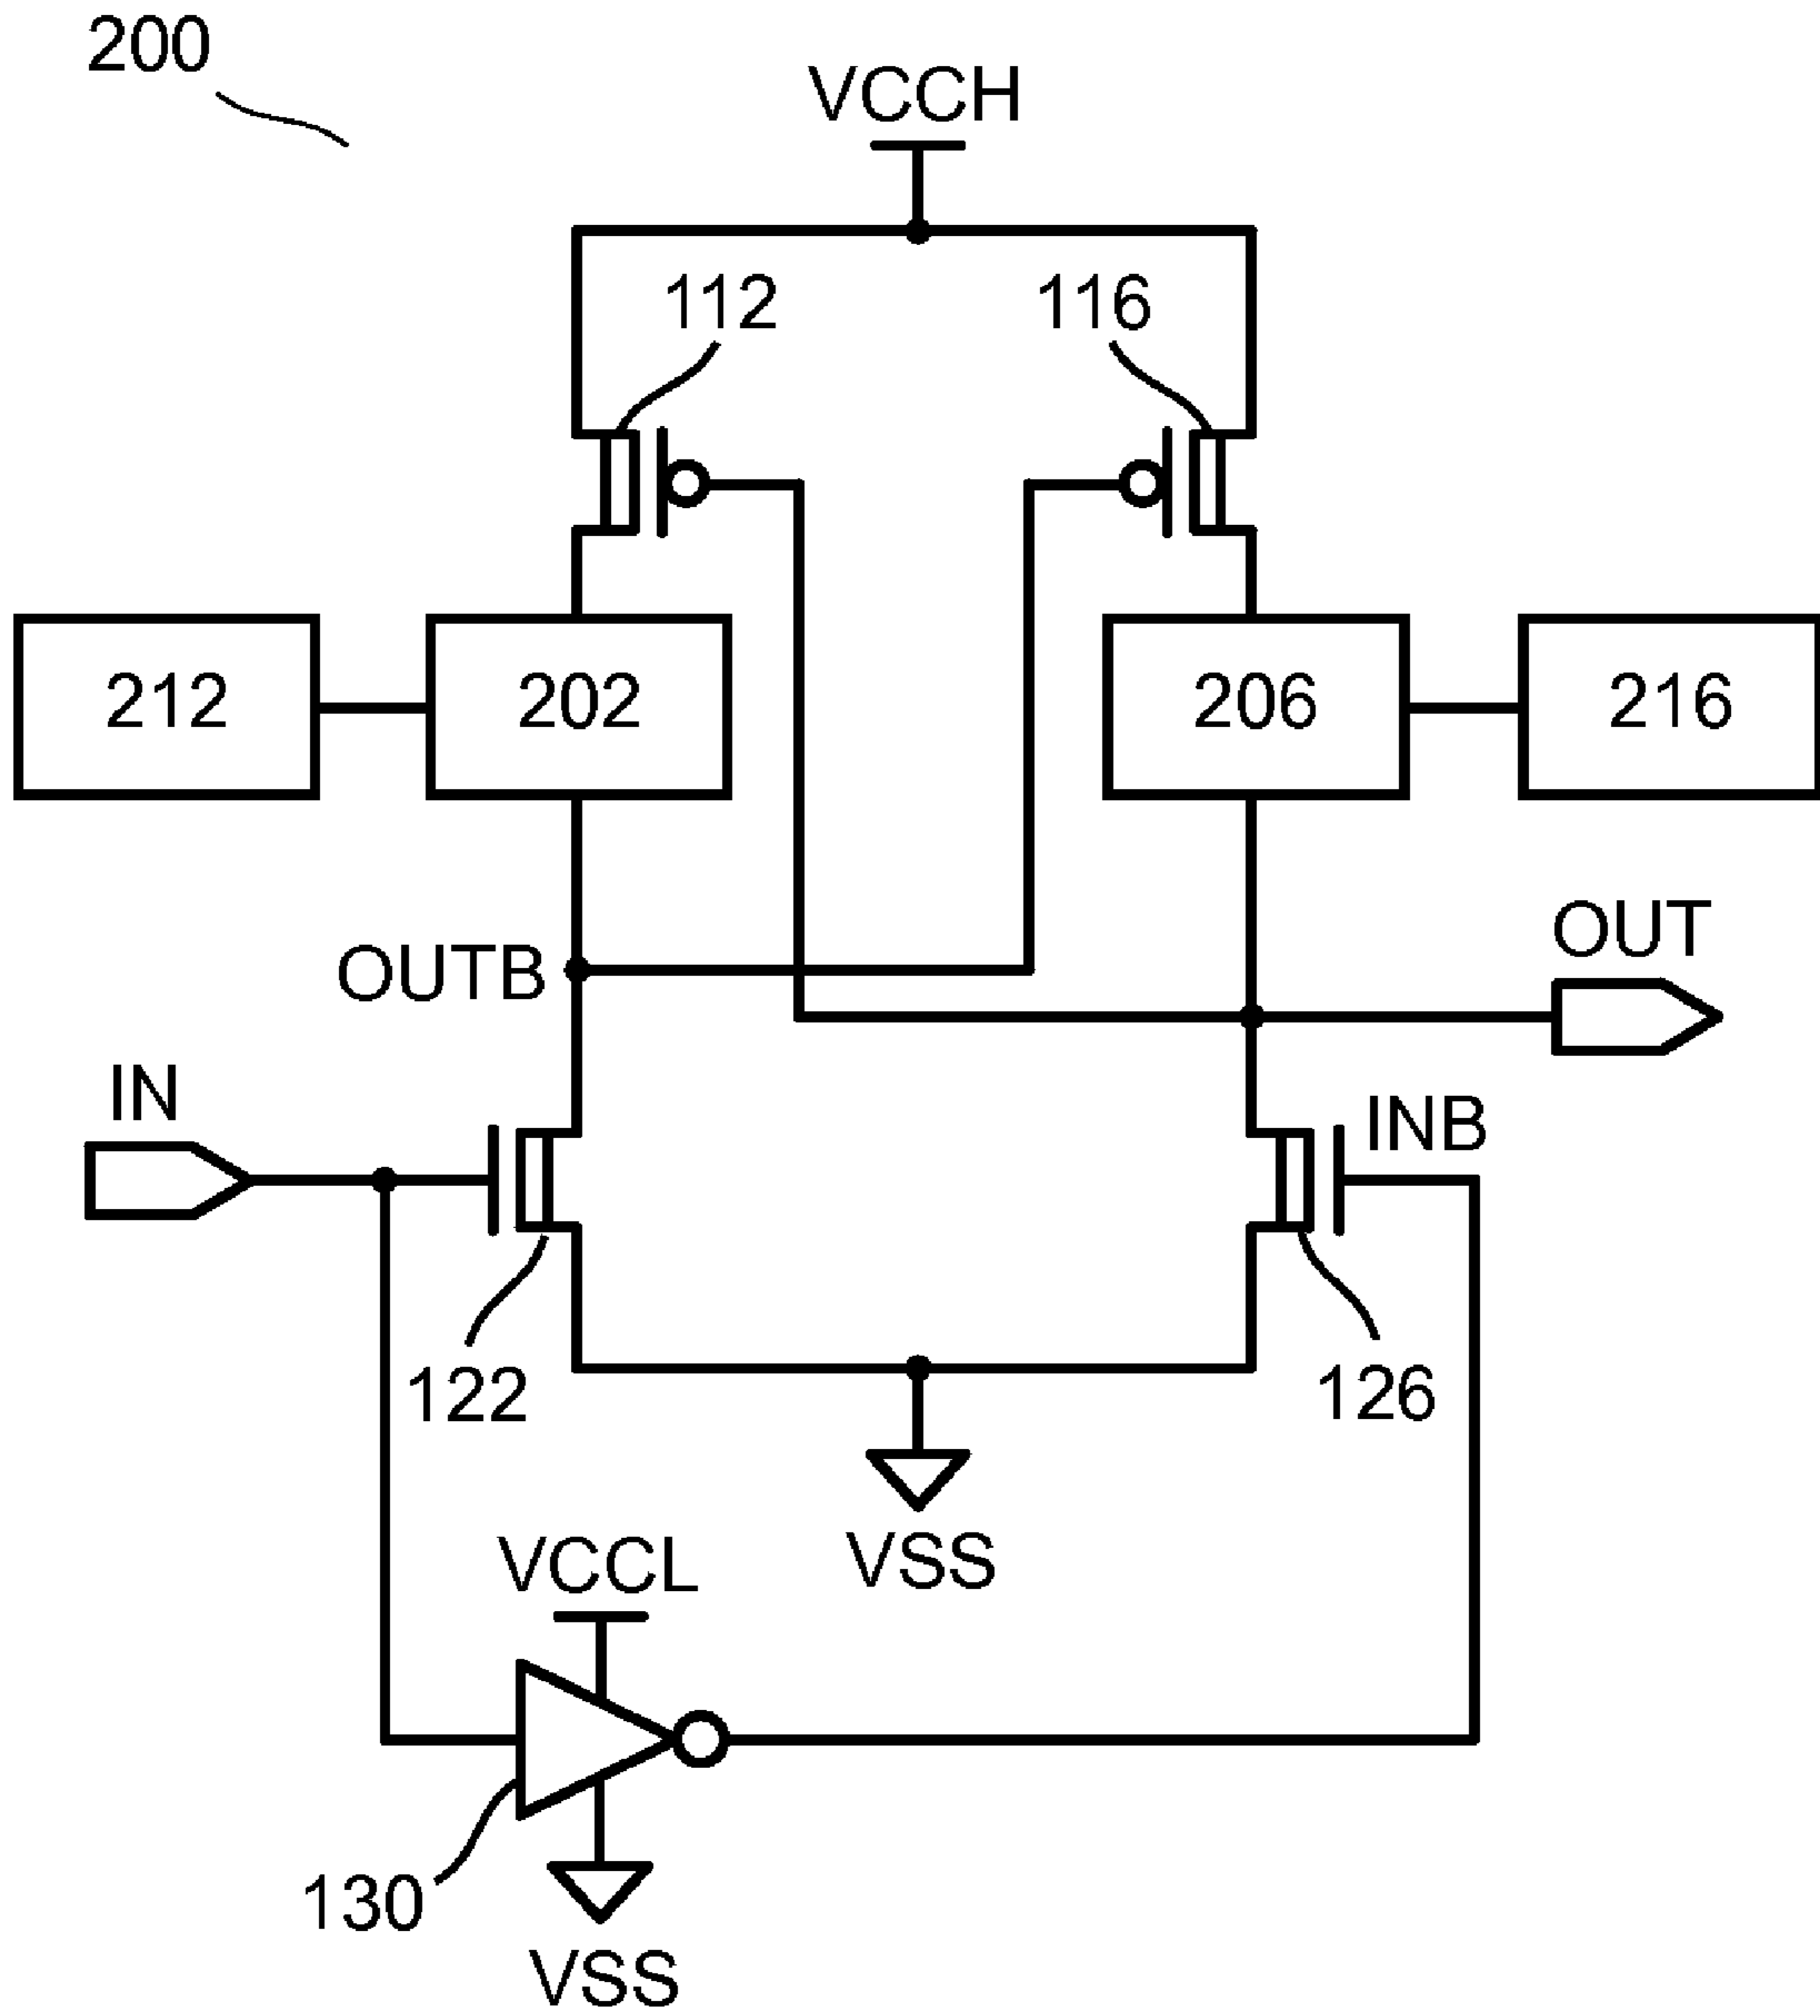 200
VCCH
112
116
212
202
206
216
OUTB
OUT
IN
INB
122
126
VSS
VCCL
130
VSS